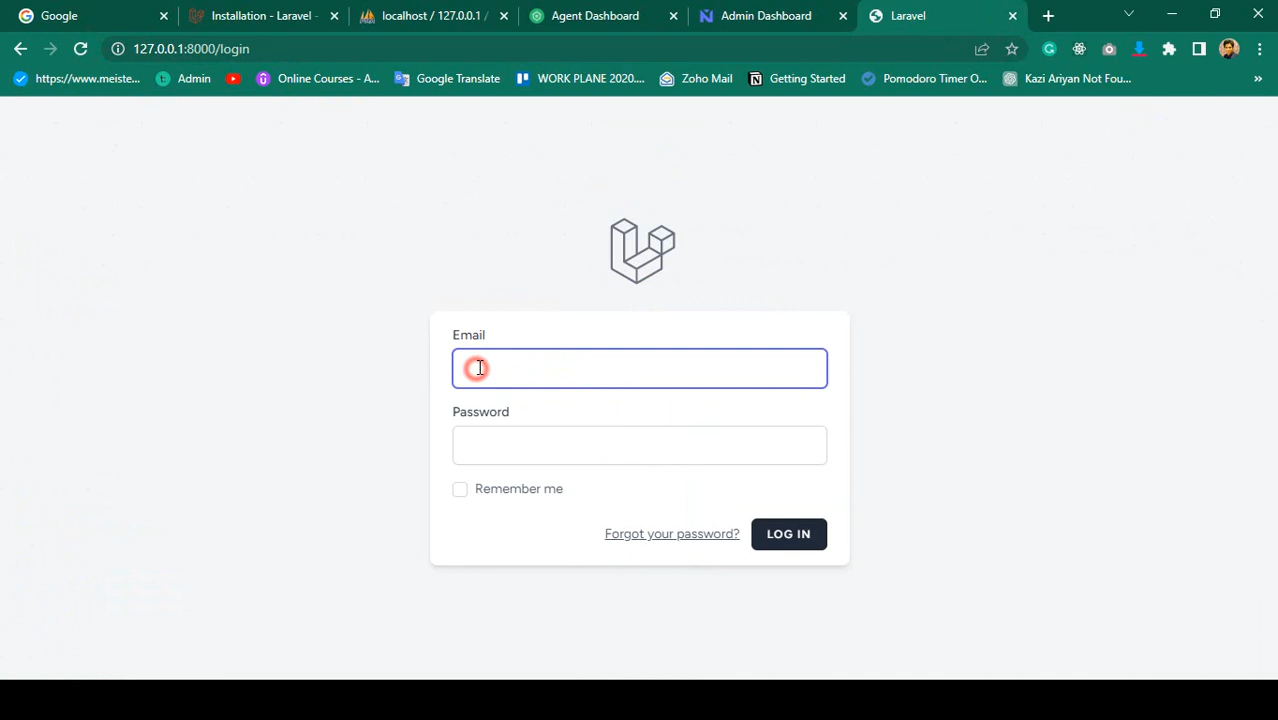 Google
Installation - Laravel -
localhost / 127.0.0.1 /
Agent Dashboard
Admin Dashboard
Laravel
127.0.0.1:8000/login
https://www.meiste...
Admin
Online Courses - A...
Google Translate
WORK PLANE 2020....
Zoho Mail
Getting Started
Pomodoro Timer O...
Kazi Ariyan Not Fou...
Email
Password
Remember me
Forgot your password?
LOG IN